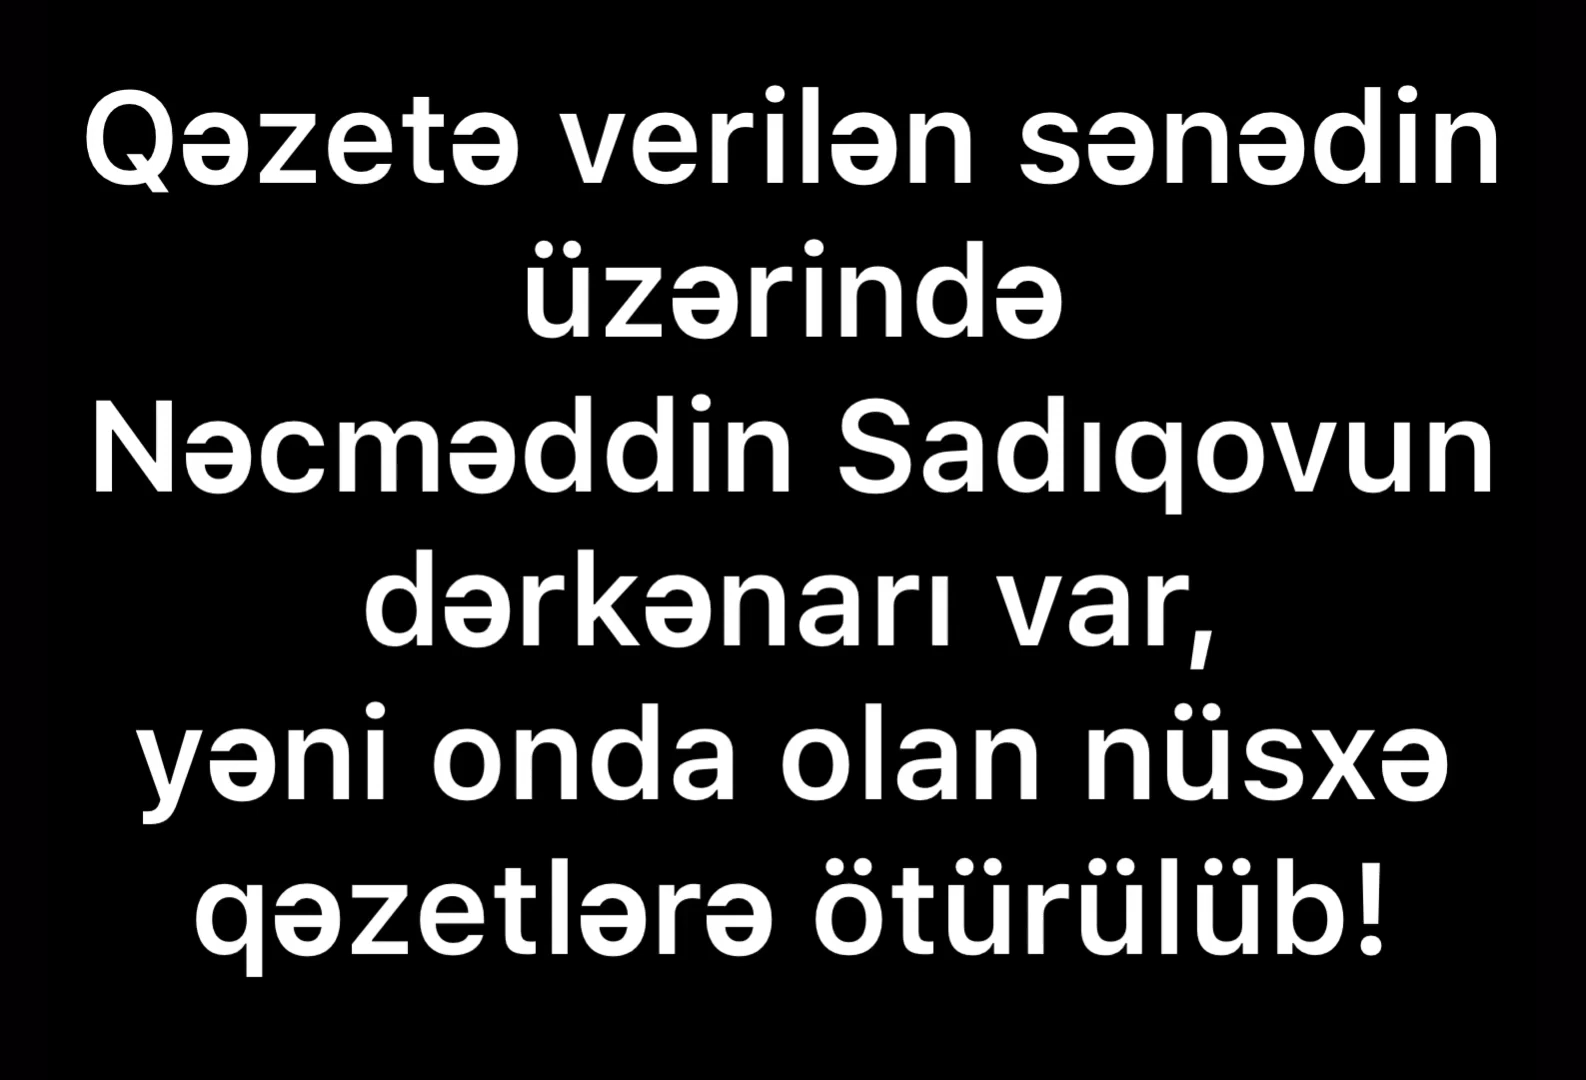 Qəzetə verilən sənədin
üzərində
Nəcməddin Sadıqovun
dərkənarı var,
yəni onda olan nüsxə
qəzetlərə ötürülüb!